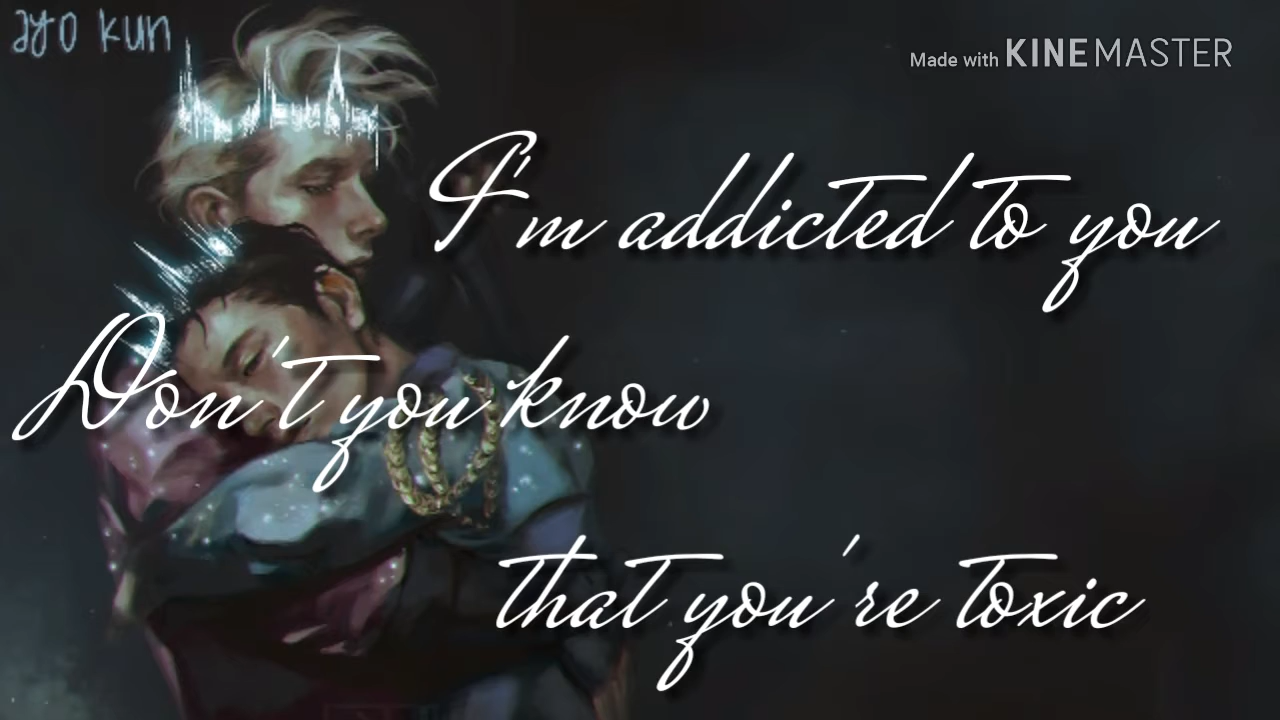 ayo kun
Made with KINEMASTER
I'm addicted to you
Don't you know
that you're toxic